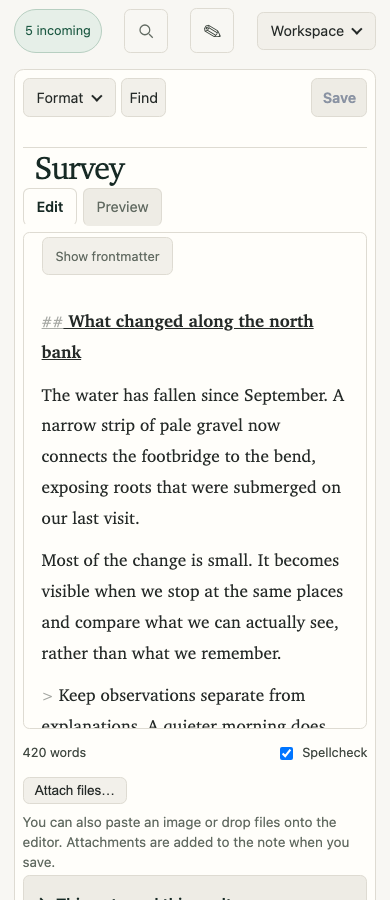 5 incoming
Workspace
Format
Find
Save
Survey
Edit
Preview
Show frontmatter
## What changed along the north
bank
The water has fallen since September. A
narrow strip of pale gravel now
connects the footbridge to the bend,
exposing roots that were submerged on
our last visit.
Most of the change is small. It becomes
visible when we stop at the same places
and compare what we can actually see,
rather than what we remember.
> Keep observations separate from
explanations. A quieter morning does
420 words
Spellcheck
Attach files…
You can also paste an image or drop files onto the
editor. Attachments are added to the note when you
save.